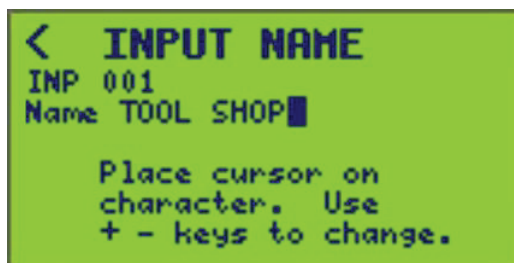 < INPUT NAME
INP 001
Name TOOL SHOP
Place cursor on
character. Use
+ - keys to change.